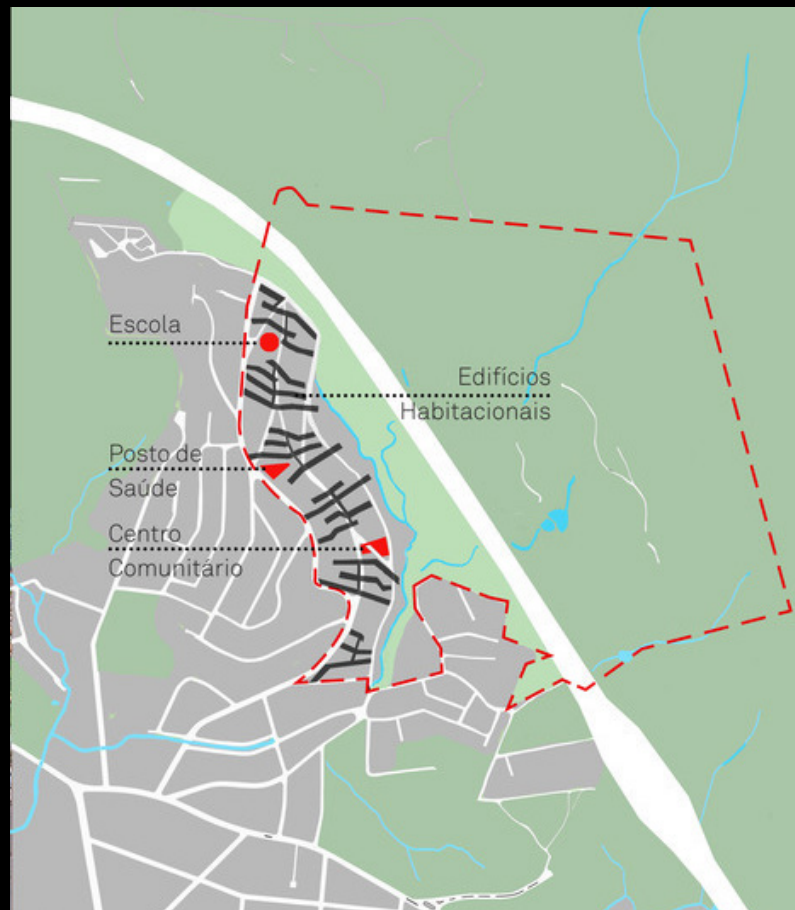 Escola
Edifícios
Habitacionais
Posto de
Saúde
Centro
Comunitário